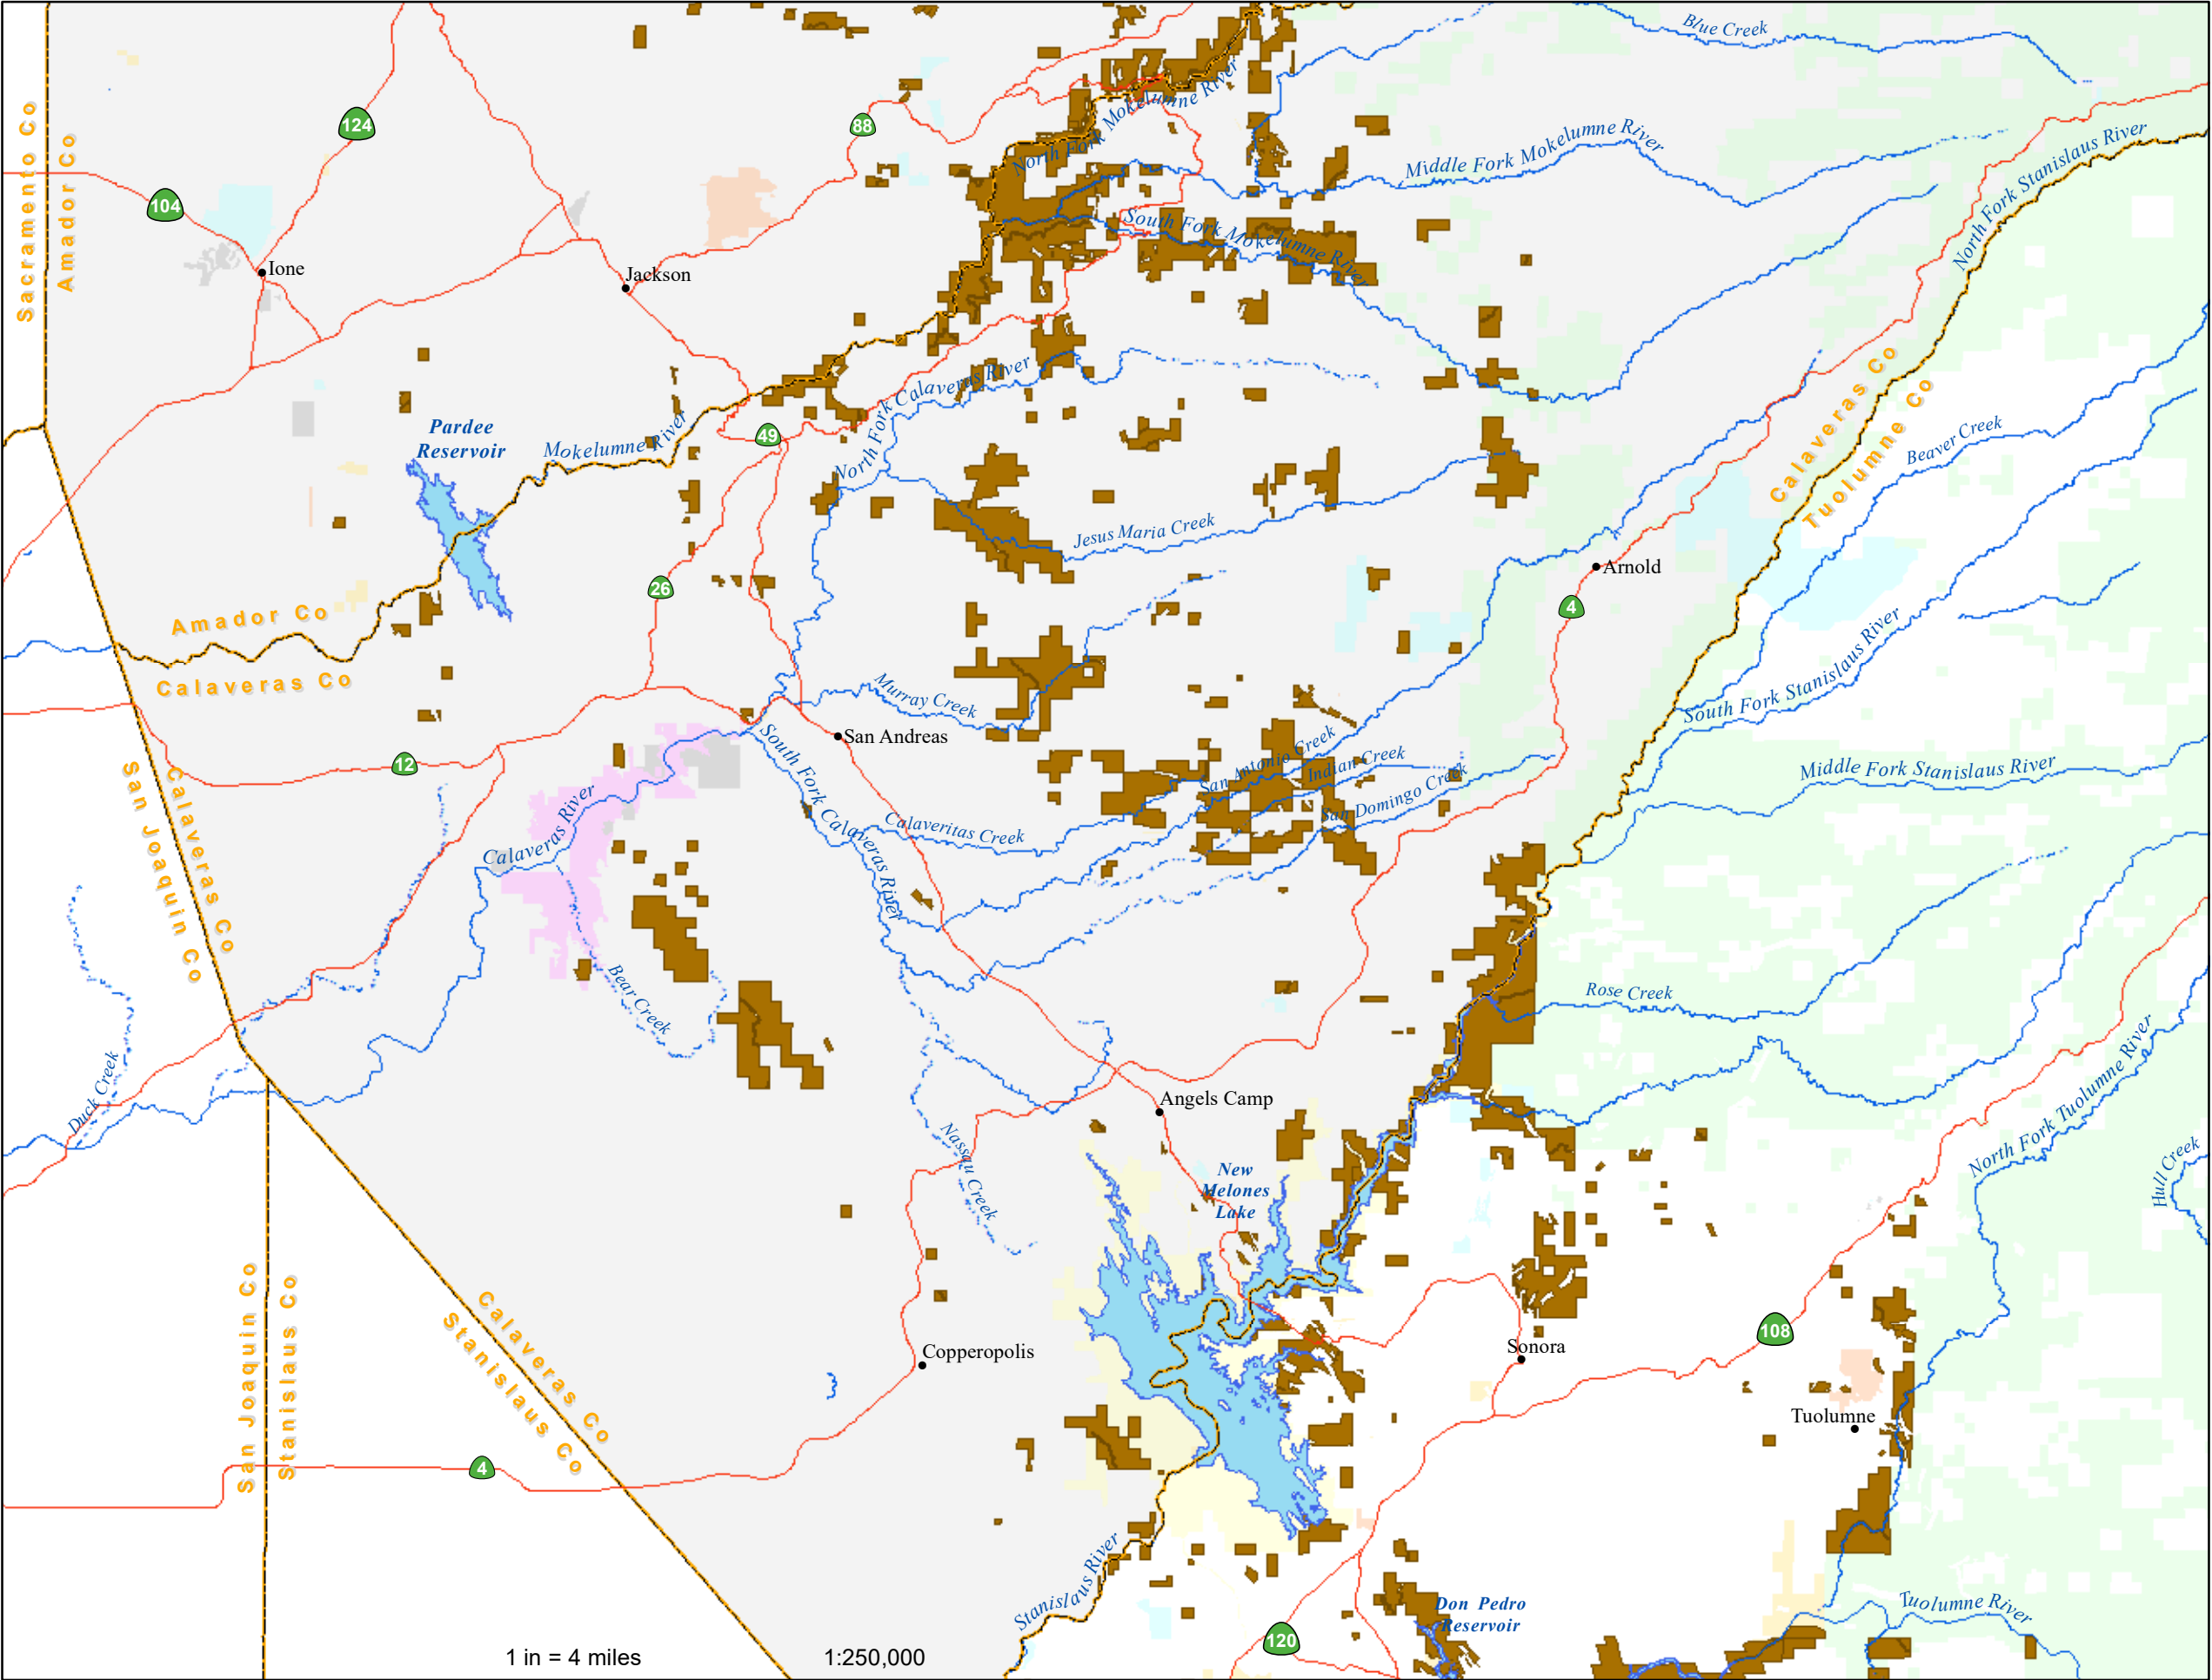 Blue Creek
Sacramento Co
Amador Co
124
88
North Fork Mokelumne River
Middle Fork Mokelumne River
North Fork Stanislaus River
104
South Fork Mokelumne River
Ione
Jackson
Calaveras Co
Tuolumne Co
North Fork Calaveras River
Pardee
Reservoir
Mokelumne River
49
Beaver Creek
Jesus Maria Creek
Arnold
26
4
Amador Co
Calaveras Co
South Fork Stanislaus River
Murray Creek
San Andreas
12
San Antonio Creek
Indian Creek
San Domingo Creek
Middle Fork Stanislaus River
Calaveras Co
San Joaquin Co
Calaveras River
South Fork Calaveras River
Calaveritas Creek
Bear Creek
Rose Creek
Duck Creek
North Fork Tuolumne River
Hull Creek
Angels Camp
Nassau Creek
New
Melones
Lake
San Joaquin Co
Stanislaus Co
Calaveras Co
Stanislaus Co
Copperopolis
Sonora
108
Tuolumne
4
Stanislaus River
Don Pedro
Reservoir
Tuolumne River
120
1 in = 4 miles
1:250,000